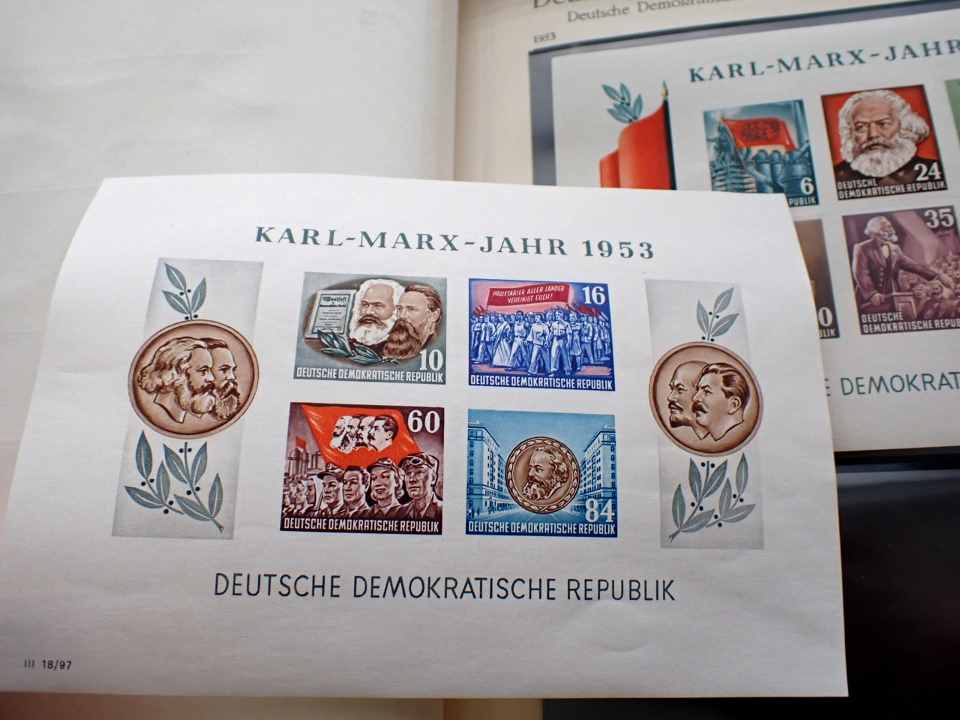 Deutsche
1953
KARL-MARX-JAHR
6
24
DEUTSCHE DEMOKRATISCHE REPUBLIK
35
DEUTSCHE DEMOKRATISCHE REPUBLIK
KARL-MARX-JAHR 1953
10
DEUTSCHE DEMOKRATISCHE REPUBLIK
PROLETARIER ALLER LÄNDER
VEREINIGT EUCH!
16
DEUTSCHE DEMOKRATISCHE REPUBLIK
60
DEUTSCHE DEMOKRATISCHE REPUBLIK
84
DEUTSCHE DEMOKRATISCHE REPUBLIK
DEUTSCHE DEMOKRATISCHE REPUBLIK
III 18/97